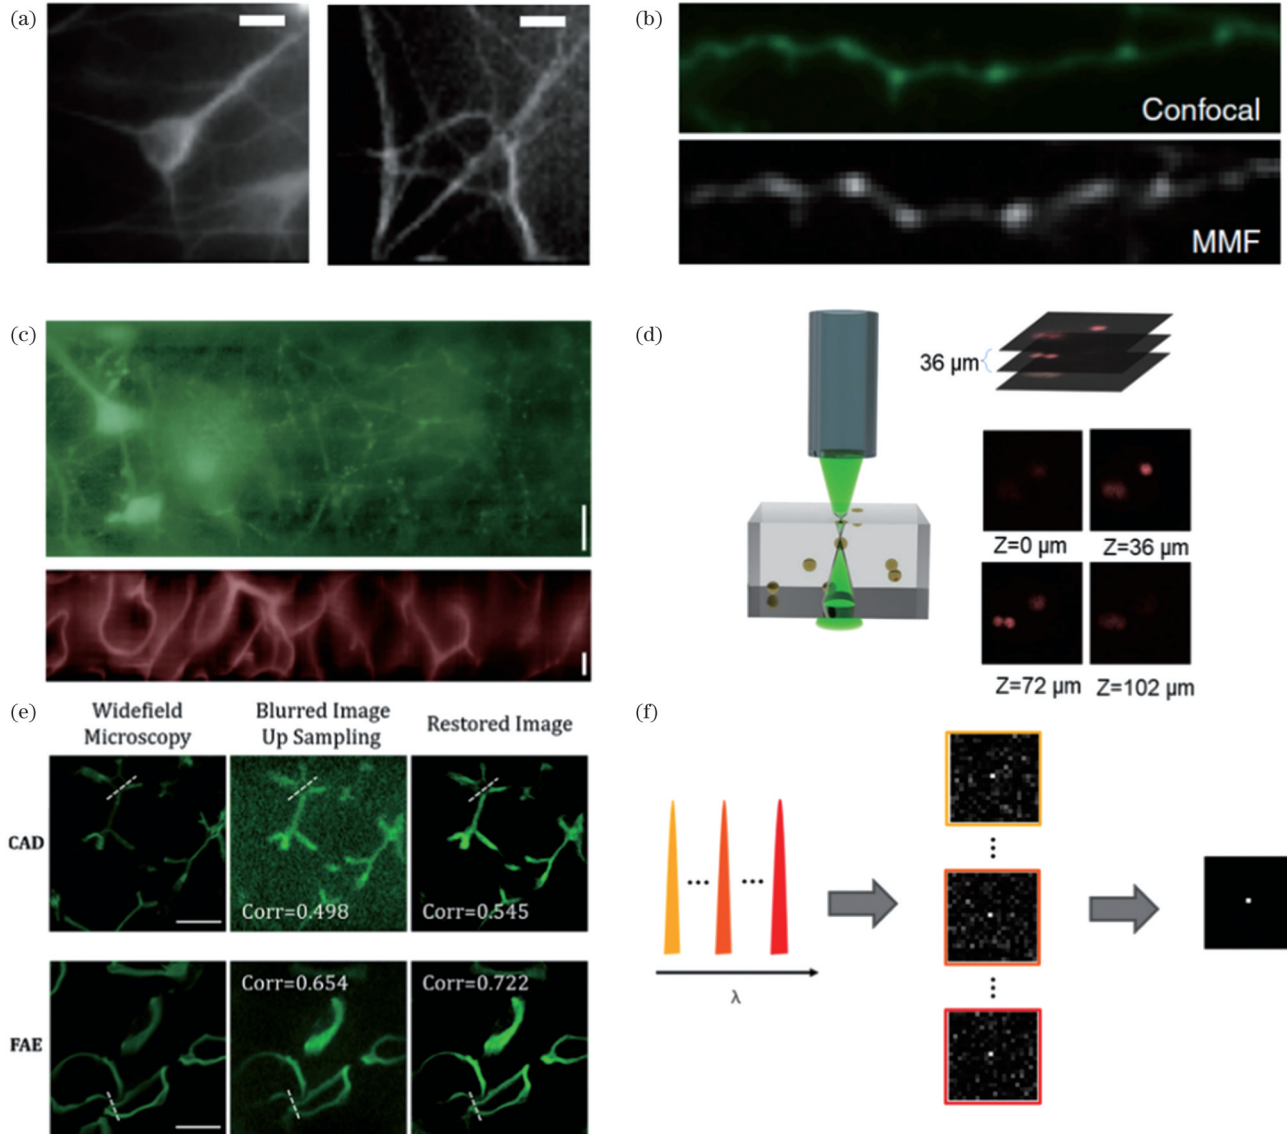 (a)
(b)
Confocal
MMF
(c)
(d)
36 μm
Z=0 μm
Z=36 μm
Z=72 μm
Z=102 μm
(e)
Widefield
Microscopy
Blurred Image
Up Sampling
Restored Image
CAD
Corr=0.498
Corr=0.545
FAE
Corr=0.654
Corr=0.722
(f)
λ